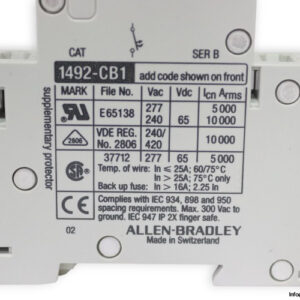 CAT SER B
1492-CB1 add code shown on front
supplementary protector
MARK File No. Vac Vdc Icn Arms
E65138 277 5 000
240 65 10 000
2806 VDE REG. 240/ 10 000
No. 2806 420
37712 277 65 5 000
Temp. of wire: In ≤ 25A; 60/75°C
In > 25A; 75°C only
Back up fuse: In > 16A; 2.25 In
CE Complies with IEC 934, 898 and 950
spacing requirements. Max. 300 Vac to
ground. IEC 947 IP 2X finger safe.
02 ALLEN-BRADLEY
Made in Switzerland